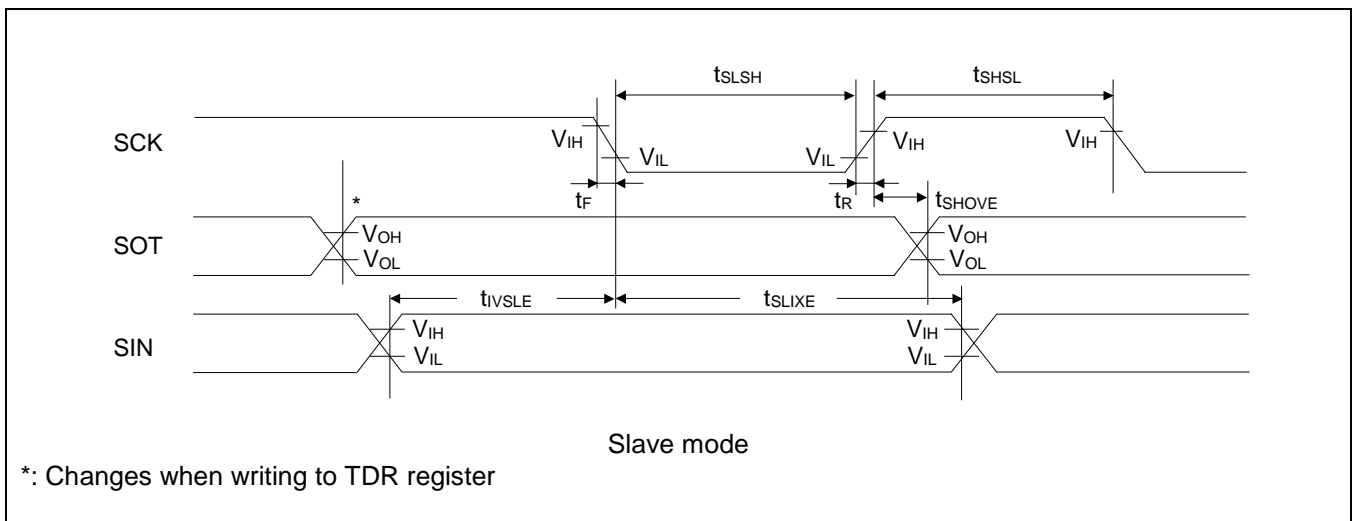 tSLSH tSHSL
SCK VIH VIL VIL VIH VIH
tF tR tSHOVE
*
SOT VOH VOH
VOL VOL
tIVSLE tSLIXE
SIN VIH VIH
VIL VIL
Slave mode
*: Changes when writing to TDR register